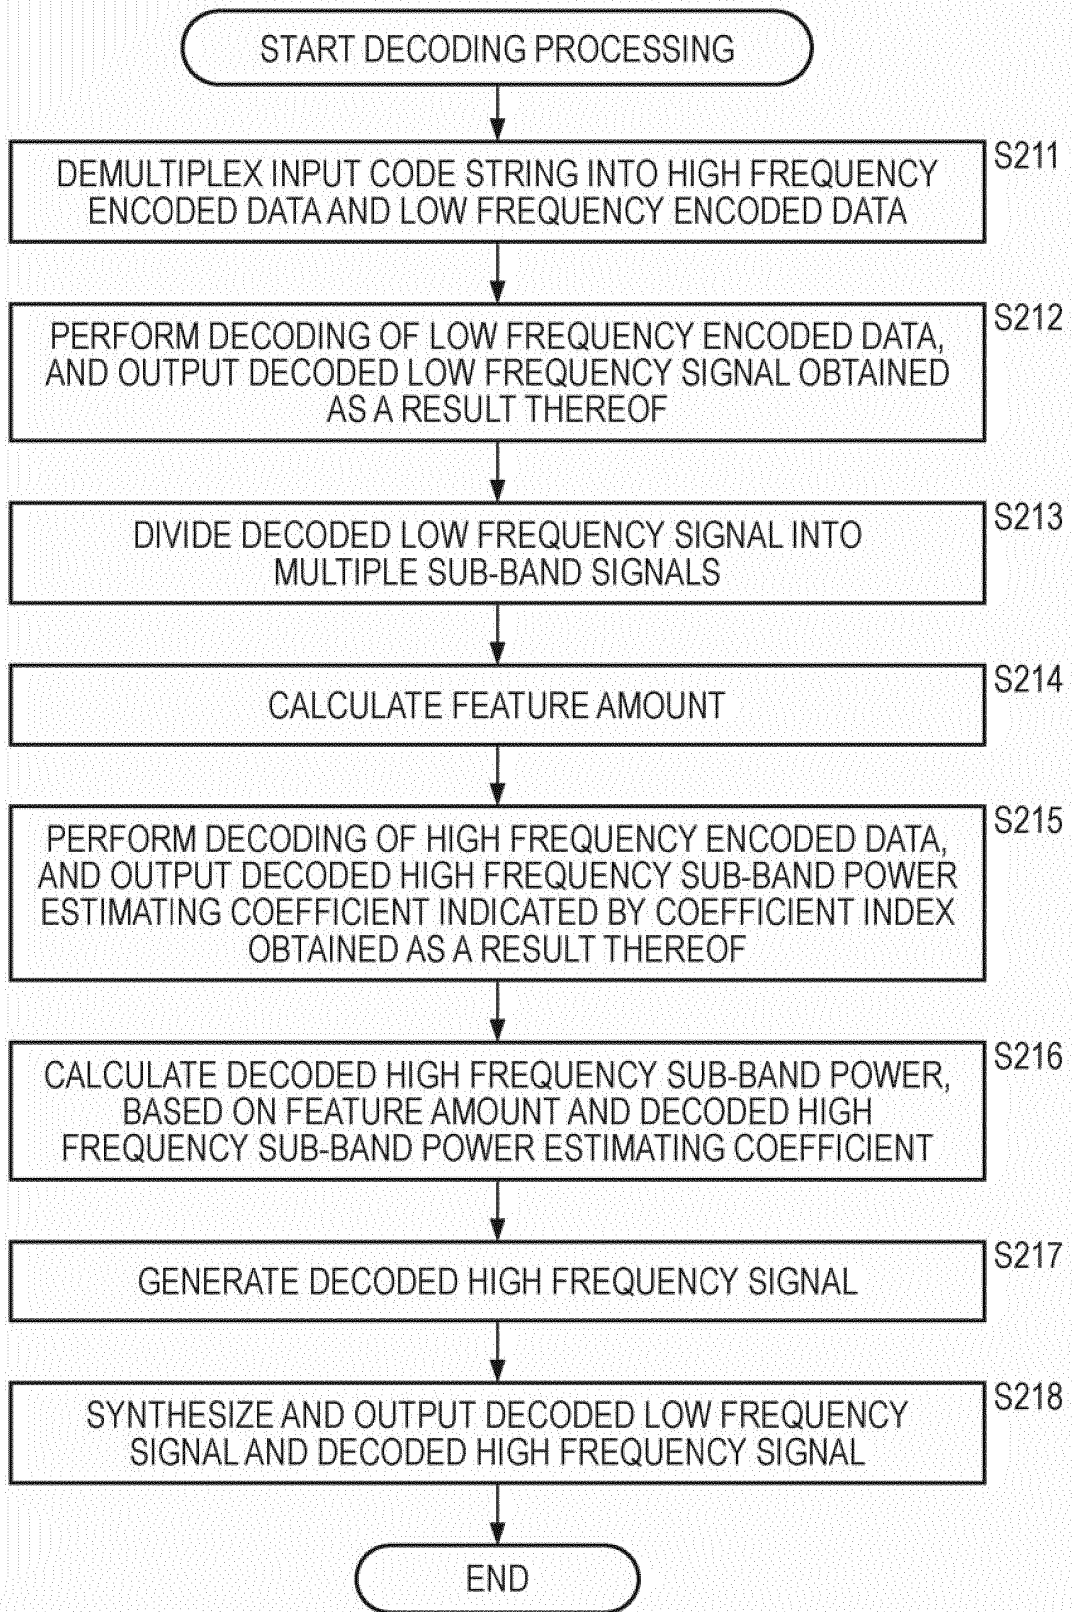 START DECODING PROCESSING
S211
DEMULTIPLEX INPUT CODE STRING INTO HIGH FREQUENCY
ENCODED DATA AND LOW FREQUENCY ENCODED DATA
S212
PERFORM DECODING OF LOW FREQUENCY ENCODED DATA,
AND OUTPUT DECODED LOW FREQUENCY SIGNAL OBTAINED
AS A RESULT THEREOF
S213
DIVIDE DECODED LOW FREQUENCY SIGNAL INTO
MULTIPLE SUB-BAND SIGNALS
S214
CALCULATE FEATURE AMOUNT
S215
PERFORM DECODING OF HIGH FREQUENCY ENCODED DATA,
AND OUTPUT DECODED HIGH FREQUENCY SUB-BAND POWER
ESTIMATING COEFFICIENT INDICATED BY COEFFICIENT INDEX
OBTAINED AS A RESULT THEREOF
S216
CALCULATE DECODED HIGH FREQUENCY SUB-BAND POWER,
BASED ON FEATURE AMOUNT AND DECODED HIGH
FREQUENCY SUB-BAND POWER ESTIMATING COEFFICIENT
S217
GENERATE DECODED HIGH FREQUENCY SIGNAL
S218
SYNTHESIZE AND OUTPUT DECODED LOW FREQUENCY
SIGNAL AND DECODED HIGH FREQUENCY SIGNAL
END